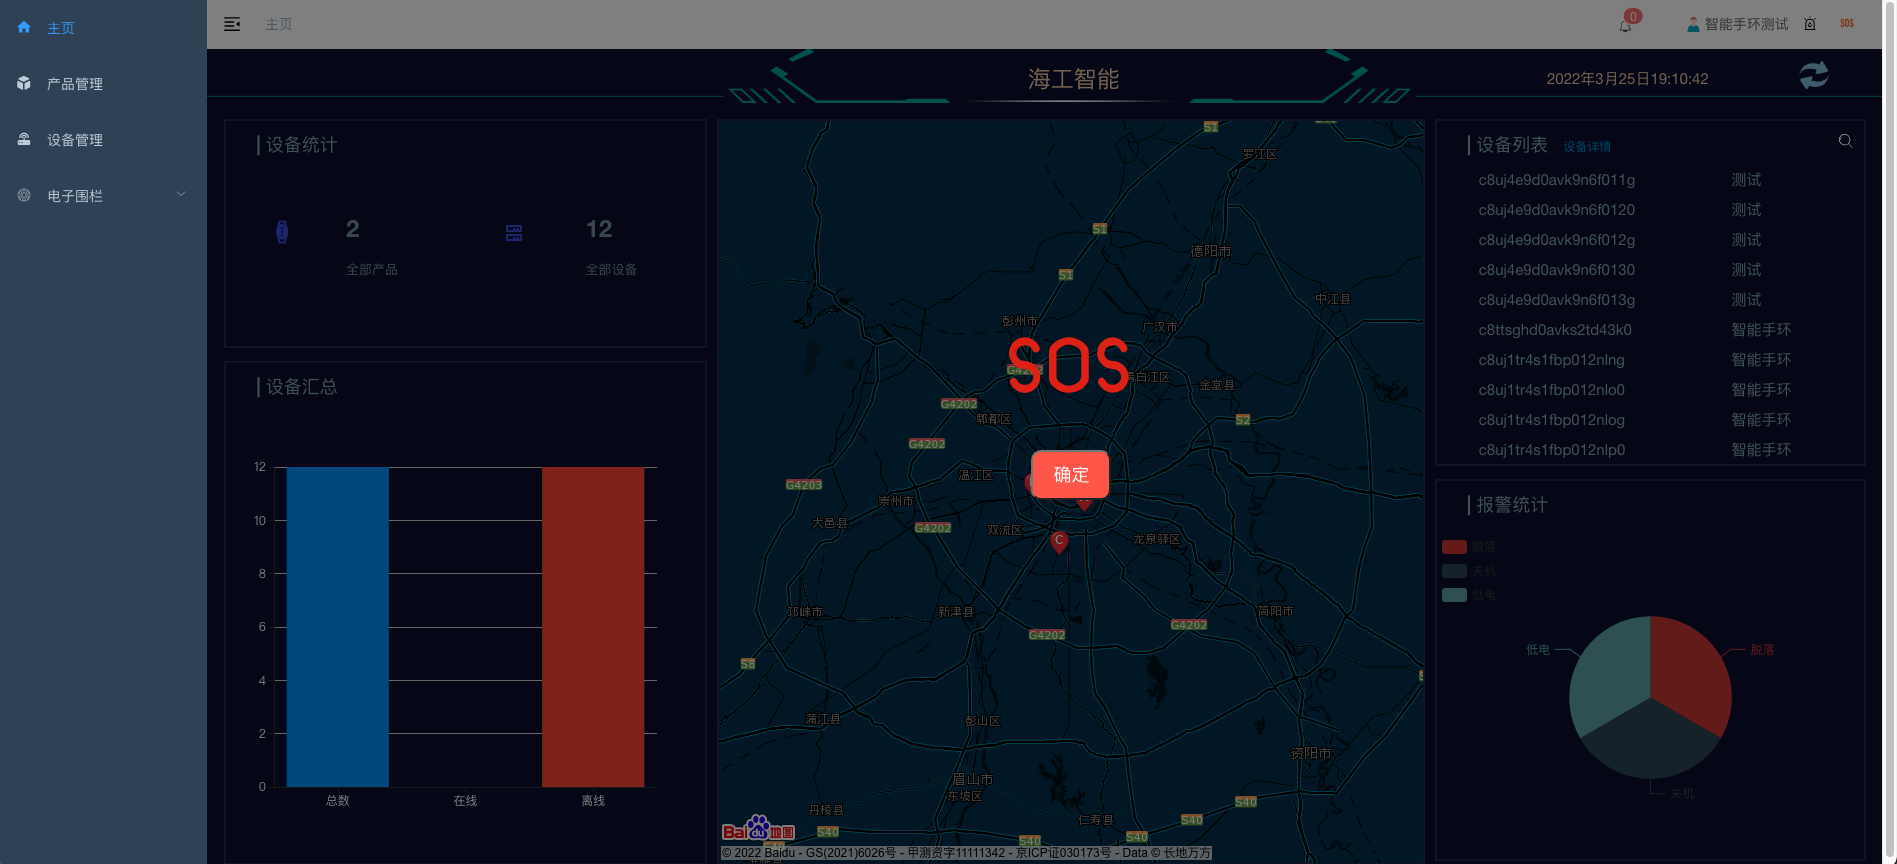 主页
产品管理
设备管理
电子围栏
主页
0
智能手环测试
SOS
海工智能
2022年3月25日19:10:42
设备统计
2
全部产品
12
全部设备
设备汇总
12
10
8
6
4
2
0
总数
在线
离线
S1
罗江区
S1
德阳市
S1
中江县
彭州市
广汉市
SOS
G4202
青白江区
金堂县
G4202
郫都区
S2
G4202
温江区
确定
G4203
崇州市
大邑县
G4202
双流区
C
龙泉驿区
邛崃市
新津县
简阳市
G4202
G4202
S8
蒲江县
彭山区
资阳市
眉山市
东坡区
丹棱县
S40
仁寿县
S40
S40
S40
S40
Bai du 地图
© 2022 Baidu - GS(2021)6026号 - 甲测资字11111342 - 京ICP证030173号 - Data © 长地万方
设备列表 设备详情
c8uj4e9d0avk9n6f011g 测试
c8uj4e9d0avk9n6f0120 测试
c8uj4e9d0avk9n6f012g 测试
c8uj4e9d0avk9n6f0130 测试
c8uj4e9d0avk9n6f013g 测试
c8ttsghd0avks2td43k0 智能手环
c8uj1tr4s1fbp012nlng 智能手环
c8uj1tr4s1fbp012nlo0 智能手环
c8uj1tr4s1fbp012nlog 智能手环
c8uj1tr4s1fbp012nlp0 智能手环
报警统计
脱落
关机
低电
低电
脱落
关机